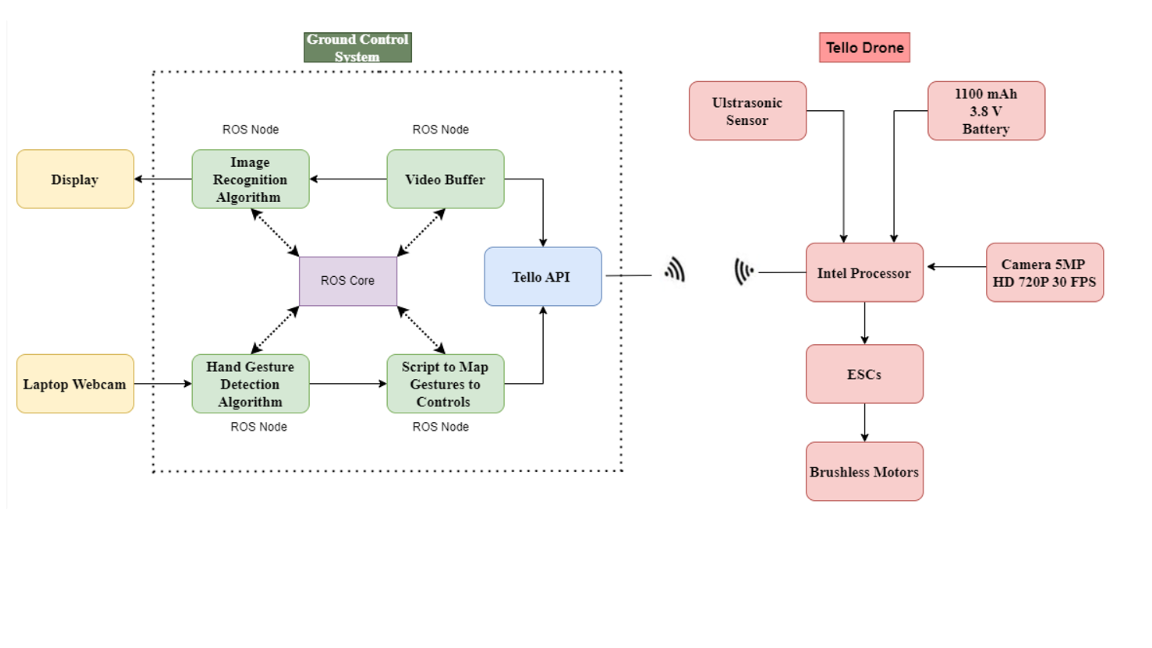 Ground Control
System
Tello Drone
Ulstrasonic
Sensor
1100 mAh
3.8 V
Battery
ROS Node
ROS Node
Display
Image
Recognition
Algorithm
Video Buffer
ROS Core
Tello API
Intel Processor
Camera 5MP
HD 720P 30 FPS
Laptop Webcam
Hand Gesture
Detection
Algorithm
Script to Map
Gestures to
Controls
ESCs
ROS Node
ROS Node
Brushless Motors